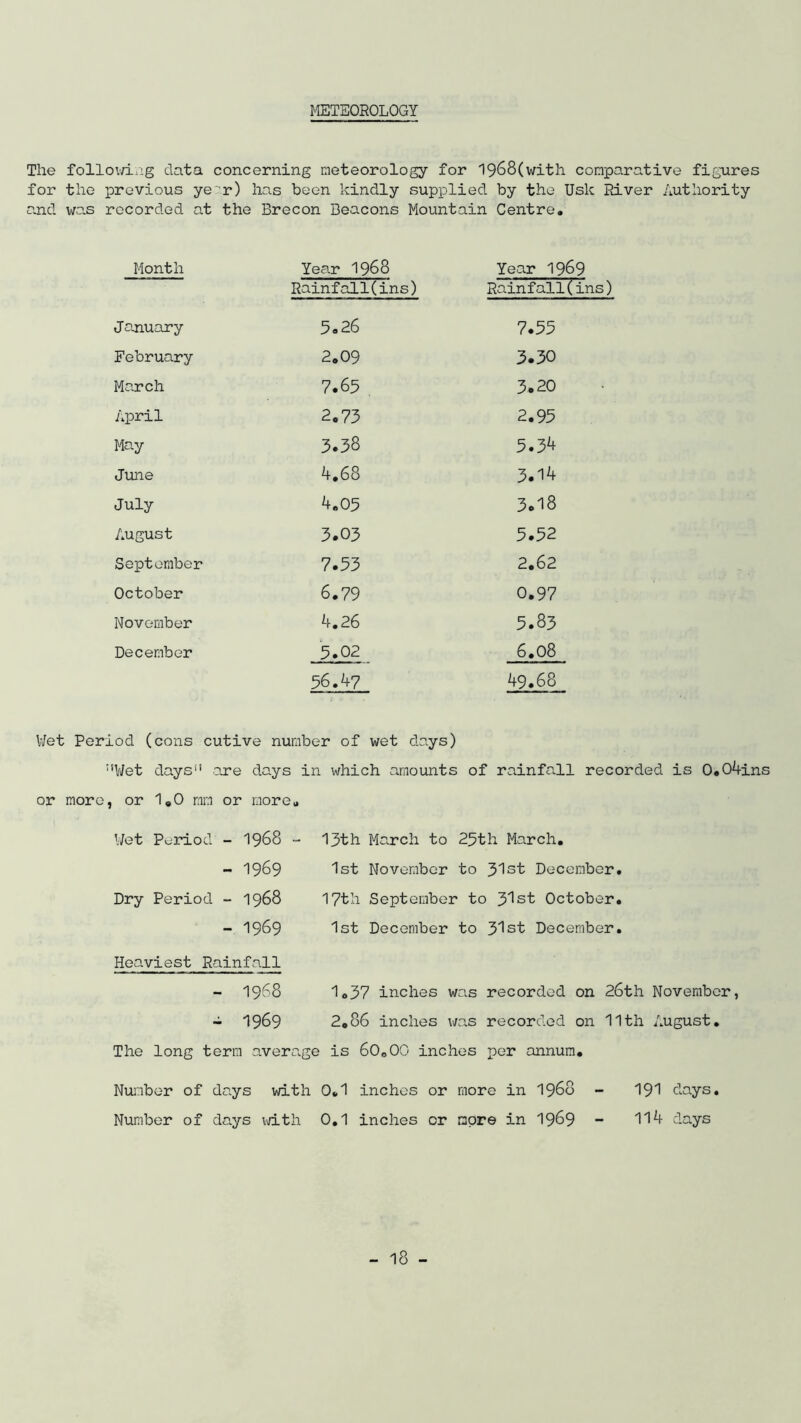 METEOROLOGY
The following data concerning meteorology for 1968(with comparative figures
for the previous year) has been kindly supplied by the Usk River Authority
and was recorded at the Brecon Beacons Mountain Centre.
Month Year 1968 Year 1969
Rainfall(ins) Rainfall(ins)
January 5.26 7.55
February 2.09 3.30
March 7.65 3.20
April 2.73 2.95
May 3.38 5.34
June 4.68 3.14
July 4.05 3.18
August 3.03 5.52
September 7.53 2.62
October 6.79 0.97
November 4.26 5.83
December 5.02 6.08
56.47 49.68
Wet Period (cons cutive number of wet days)
"Wet days" are days in which amounts of rainfall recorded is 0.04ins
or more, or 1.0 mm or more.
Wet Period - 1968 - 13th March to 25th March.
- 1969 1st November to 31st December.
Dry Period - 1968 17th September to 31st October.
- 1969 1st December to 31st December.
Heaviest Rainfall
- 1968 1.37 inches was recorded on 26th November,
- 1969 2.86 inches was recorded on 11th August.
The long term average is 60.00 inches per annum.
Number of days with 0.1 inches or more in 1968 - 191 days.
Number of days with 0.1 inches or more in 1969 - 114 days
- 18 -